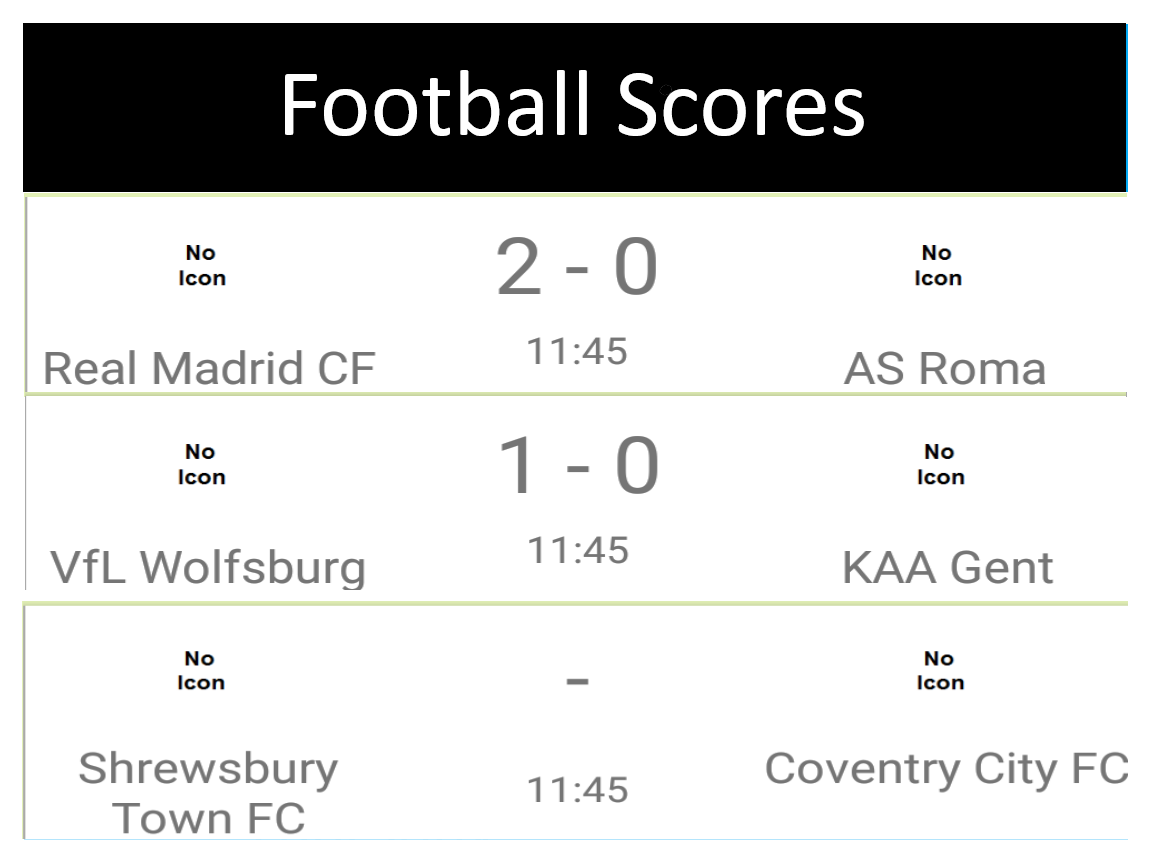 Football Scores
No
Icon
2 - 0
No
Icon
Real Madrid CF
11:45
AS Roma
No
Icon
1 - 0
No
Icon
VfL Wolfsburg
11:45
KAA Gent
No
Icon
-
No
Icon
Shrewsbury
Town FC
11:45
Coventry City FC